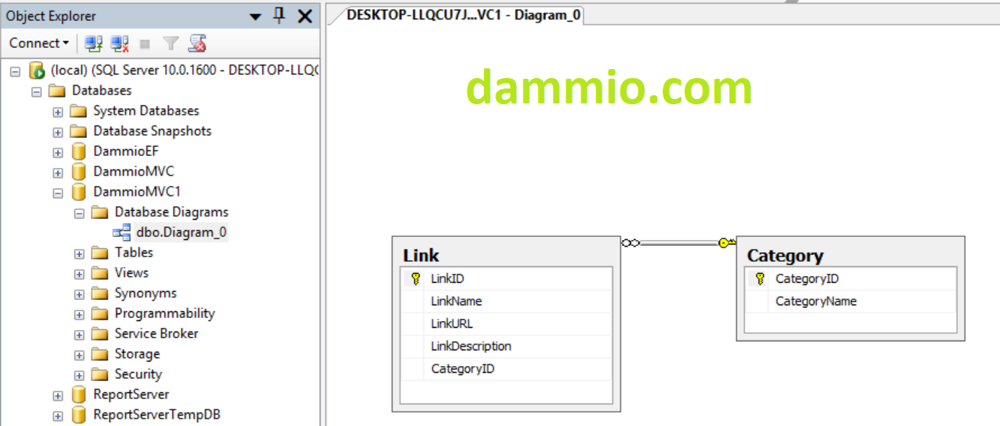 Object Explorer
DESKTOP-LLQCU7J...VC1 - Diagram_0
Connect
(local) (SQL Server 10.0.1600 - DESKTOP-LLQC
Databases
System Databases
Database Snapshots
DammioEF
DammioMVC
DammioMVC1
Database Diagrams
dbo.Diagram_0
Tables
Views
Synonyms
Programmability
Service Broker
Storage
Security
ReportServer
ReportServerTempDB
dammio.com
Link
LinkID
LinkName
LinkURL
LinkDescription
CategoryID
Category
CategoryID
CategoryName